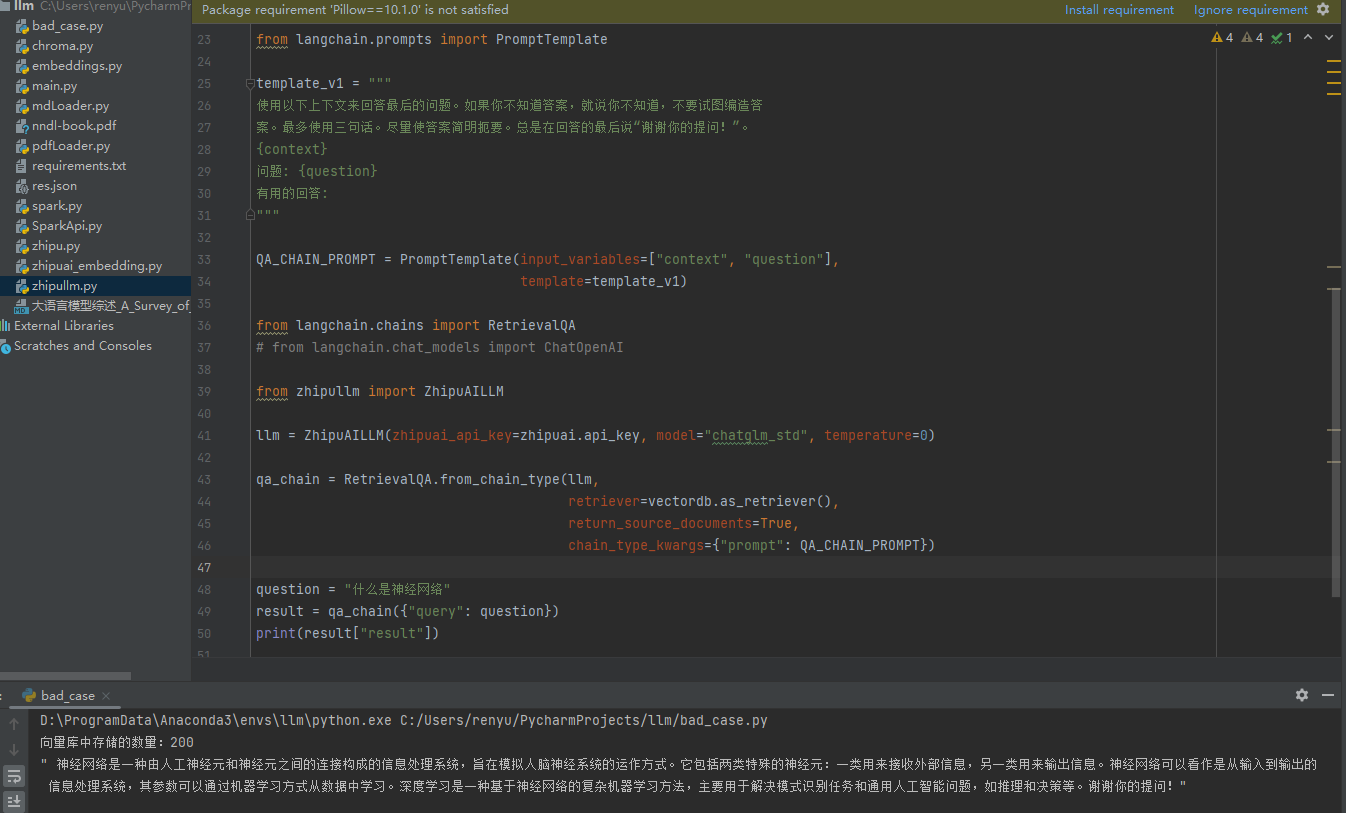 llm C:\Users\renyu\PycharmPr
Package requirement 'Pillow==10.1.0' is not satisfied
Install requirement
Ignore requirement
bad_case.py
chroma.py
embeddings.py
main.py
mdLoader.py
nndl-book.pdf
pdfLoader.py
requirements.txt
res.json
spark.py
SparkApi.py
zhipu.py
zhipuai_embedding.py
zhipullm.py
大语言模型综述_A_Survey_of_
External Libraries
Scratches and Consoles
4 4 1
23 from langchain.prompts import PromptTemplate
24
25 template_v1 = """
26 使用以下上下文来回答最后的问题。如果你不知道答案，就说你不知道，不要试图编造答
27 案。最多使用三句话。尽量使答案简明扼要。总是在回答的最后说“谢谢你的提问！”。
28 {context}
29 问题: {question}
30 有用的回答:
31 """
32
33 QA_CHAIN_PROMPT = PromptTemplate(input_variables=["context", "question"],
34 template=template_v1)
35
36 from langchain.chains import RetrievalQA
37 # from langchain.chat_models import ChatOpenAI
38
39 from zhipullm import ZhipuAILLM
40
41 llm = ZhipuAILLM(zhipuai_api_key=zhipuai.api_key, model="chatglm_std", temperature=0)
42
43 qa_chain = RetrievalQA.from_chain_type(llm,
44 retriever=vectordb.as_retriever(),
45 return_source_documents=True,
46 chain_type_kwargs={"prompt": QA_CHAIN_PROMPT})
47
48 question = "什么是神经网络"
49 result = qa_chain({"query": question})
50 print(result["result"])
51
: bad_case ×
D:\ProgramData\Anaconda3\envs\llm\python.exe C:/Users/renyu/PycharmProjects/llm/bad_case.py
向量库中存储的数量：200
" 神经网络是一种由人工神经元和神经元之间的连接构成的信息处理系统，旨在模拟人脑神经系统的运作方式。它包括两类特殊的神经元：一类用来接收外部信息，另一类用来输出信息。神经网络可以看作是从输入到输出的
信息处理系统，其参数可以通过机器学习方式从数据中学习。深度学习是一种基于神经网络的复杂机器学习方法，主要用于解决模式识别任务和通用人工智能问题，如推理和决策等。谢谢你的提问！"